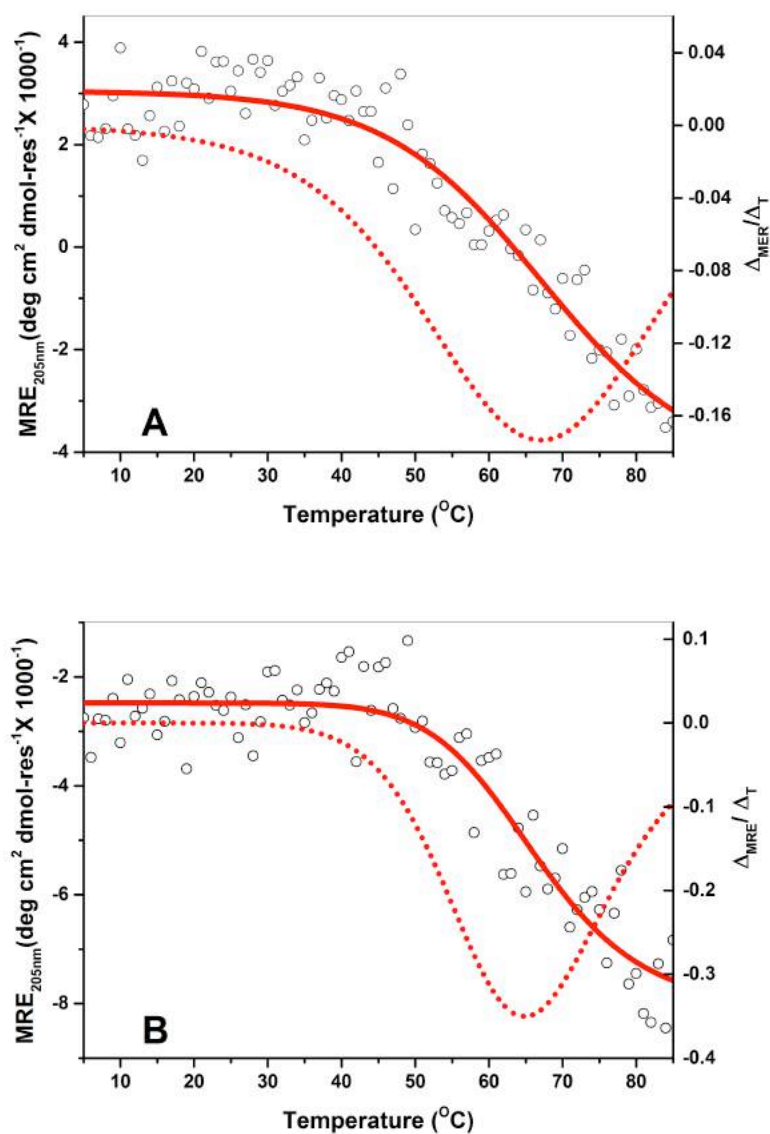 4
2
0
-2
-4
MRE205nm(deg cm2 dmol-res-1X 1000-1)
A
0.04
0.00
-0.04
-0.08
-0.12
-0.16
ΔMER/ΔT
10 20 30 40 50 60 70 80
Temperature (OC)
-2
-4
-6
-8
MRE205nm(deg cm2 dmol-res-1X 1000-1)
B
0.1
0.0
-0.1
-0.2
-0.3
-0.4
ΔMRE/ ΔT
10 20 30 40 50 60 70 80
Temperature (OC)